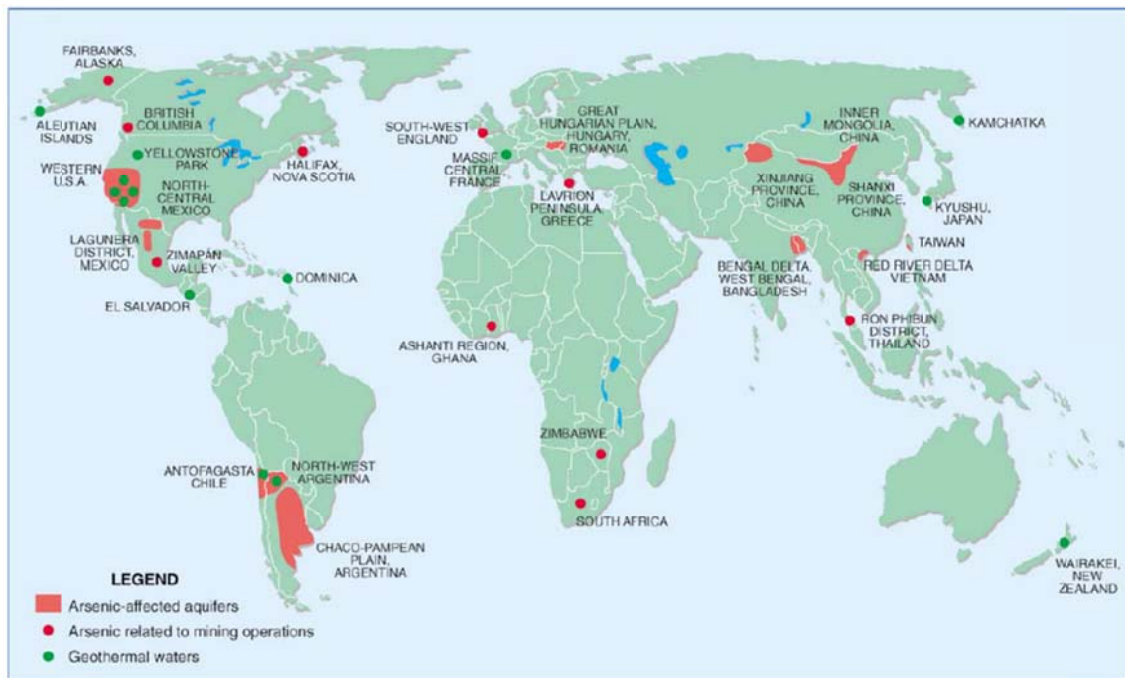 FAIRBANKS,
ALASKA
ALEUTIAN
ISLANDS
BRITISH
COLUMBIA
YELLOWSTONE
PARK
WESTERN
U.S.A.
NORTH-
CENTRAL
MEXICO
HALIFAX,
NOVA SCOTIA
LAGUNERA
DISTRICT,
MEXICO
ZIMAPÁN
VALLEY
EL SALVADOR
DOMINICA
SOUTH-WEST
ENGLAND
GREAT
HUNGARIAN PLAIN,
HUNGARY,
ROMANIA
MASSIF
CENTRAL
FRANCE
LAVRION
PENINSULA,
GREECE
INNER
MONGOLIA,
CHINA
KAMCHATKA
XINJIANG
PROVINCE,
CHINA
SHANXI
PROVINCE,
CHINA
KYUSHU,
JAPAN
TAIWAN
BENGAL DELTA,
WEST BENGAL,
BANGLADESH
RED RIVER DELTA
VIETNAM
RON PHIBUN
DISTRICT,
THAILAND
ASHANTI REGION,
GHANA
ZIMBABWE
SOUTH AFRICA
ANTOFAGASTA
CHILE
NORTH-WEST
ARGENTINA
CHACO-PAMPEAN
PLAIN,
ARGENTINA
WAIRAKEI,
NEW
ZEALAND
LEGEND
Arsenic-affected aquifers
Arsenic related to mining operations
Geothermal waters